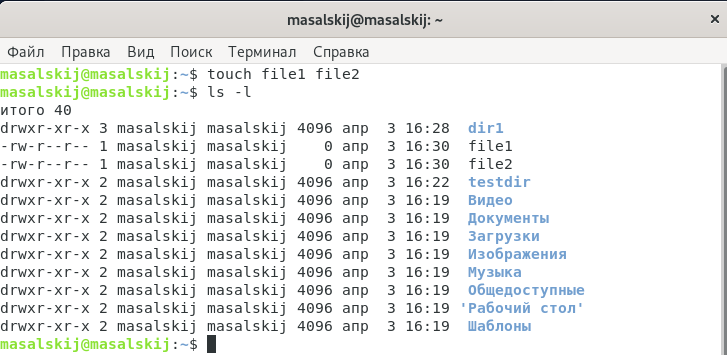 masalskij@masalskij: ~
Файл Правка Вид Поиск Терминал Справка
masalskij@masalskij:~$ touch file1 file2
masalskij@masalskij:~$ ls -l
итого 40
drwxr-xr-x 3 masalskij masalskij 4096 апр  3 16:28  dir1
-rw-r--r-- 1 masalskij masalskij    0 апр  3 16:30  file1
-rw-r--r-- 1 masalskij masalskij    0 апр  3 16:30  file2
drwxr-xr-x 2 masalskij masalskij 4096 апр  3 16:22  testdir
drwxr-xr-x 2 masalskij masalskij 4096 апр  3 16:19  Видео
drwxr-xr-x 2 masalskij masalskij 4096 апр  3 16:19  Документы
drwxr-xr-x 2 masalskij masalskij 4096 апр  3 16:19  Загрузки
drwxr-xr-x 2 masalskij masalskij 4096 апр  3 16:19  Изображения
drwxr-xr-x 2 masalskij masalskij 4096 апр  3 16:19  Музыка
drwxr-xr-x 2 masalskij masalskij 4096 апр  3 16:19  Общедоступные
drwxr-xr-x 2 masalskij masalskij 4096 апр  3 16:19 'Рабочий стол'
drwxr-xr-x 2 masalskij masalskij 4096 апр  3 16:19  Шаблоны
masalskij@masalskij:~$